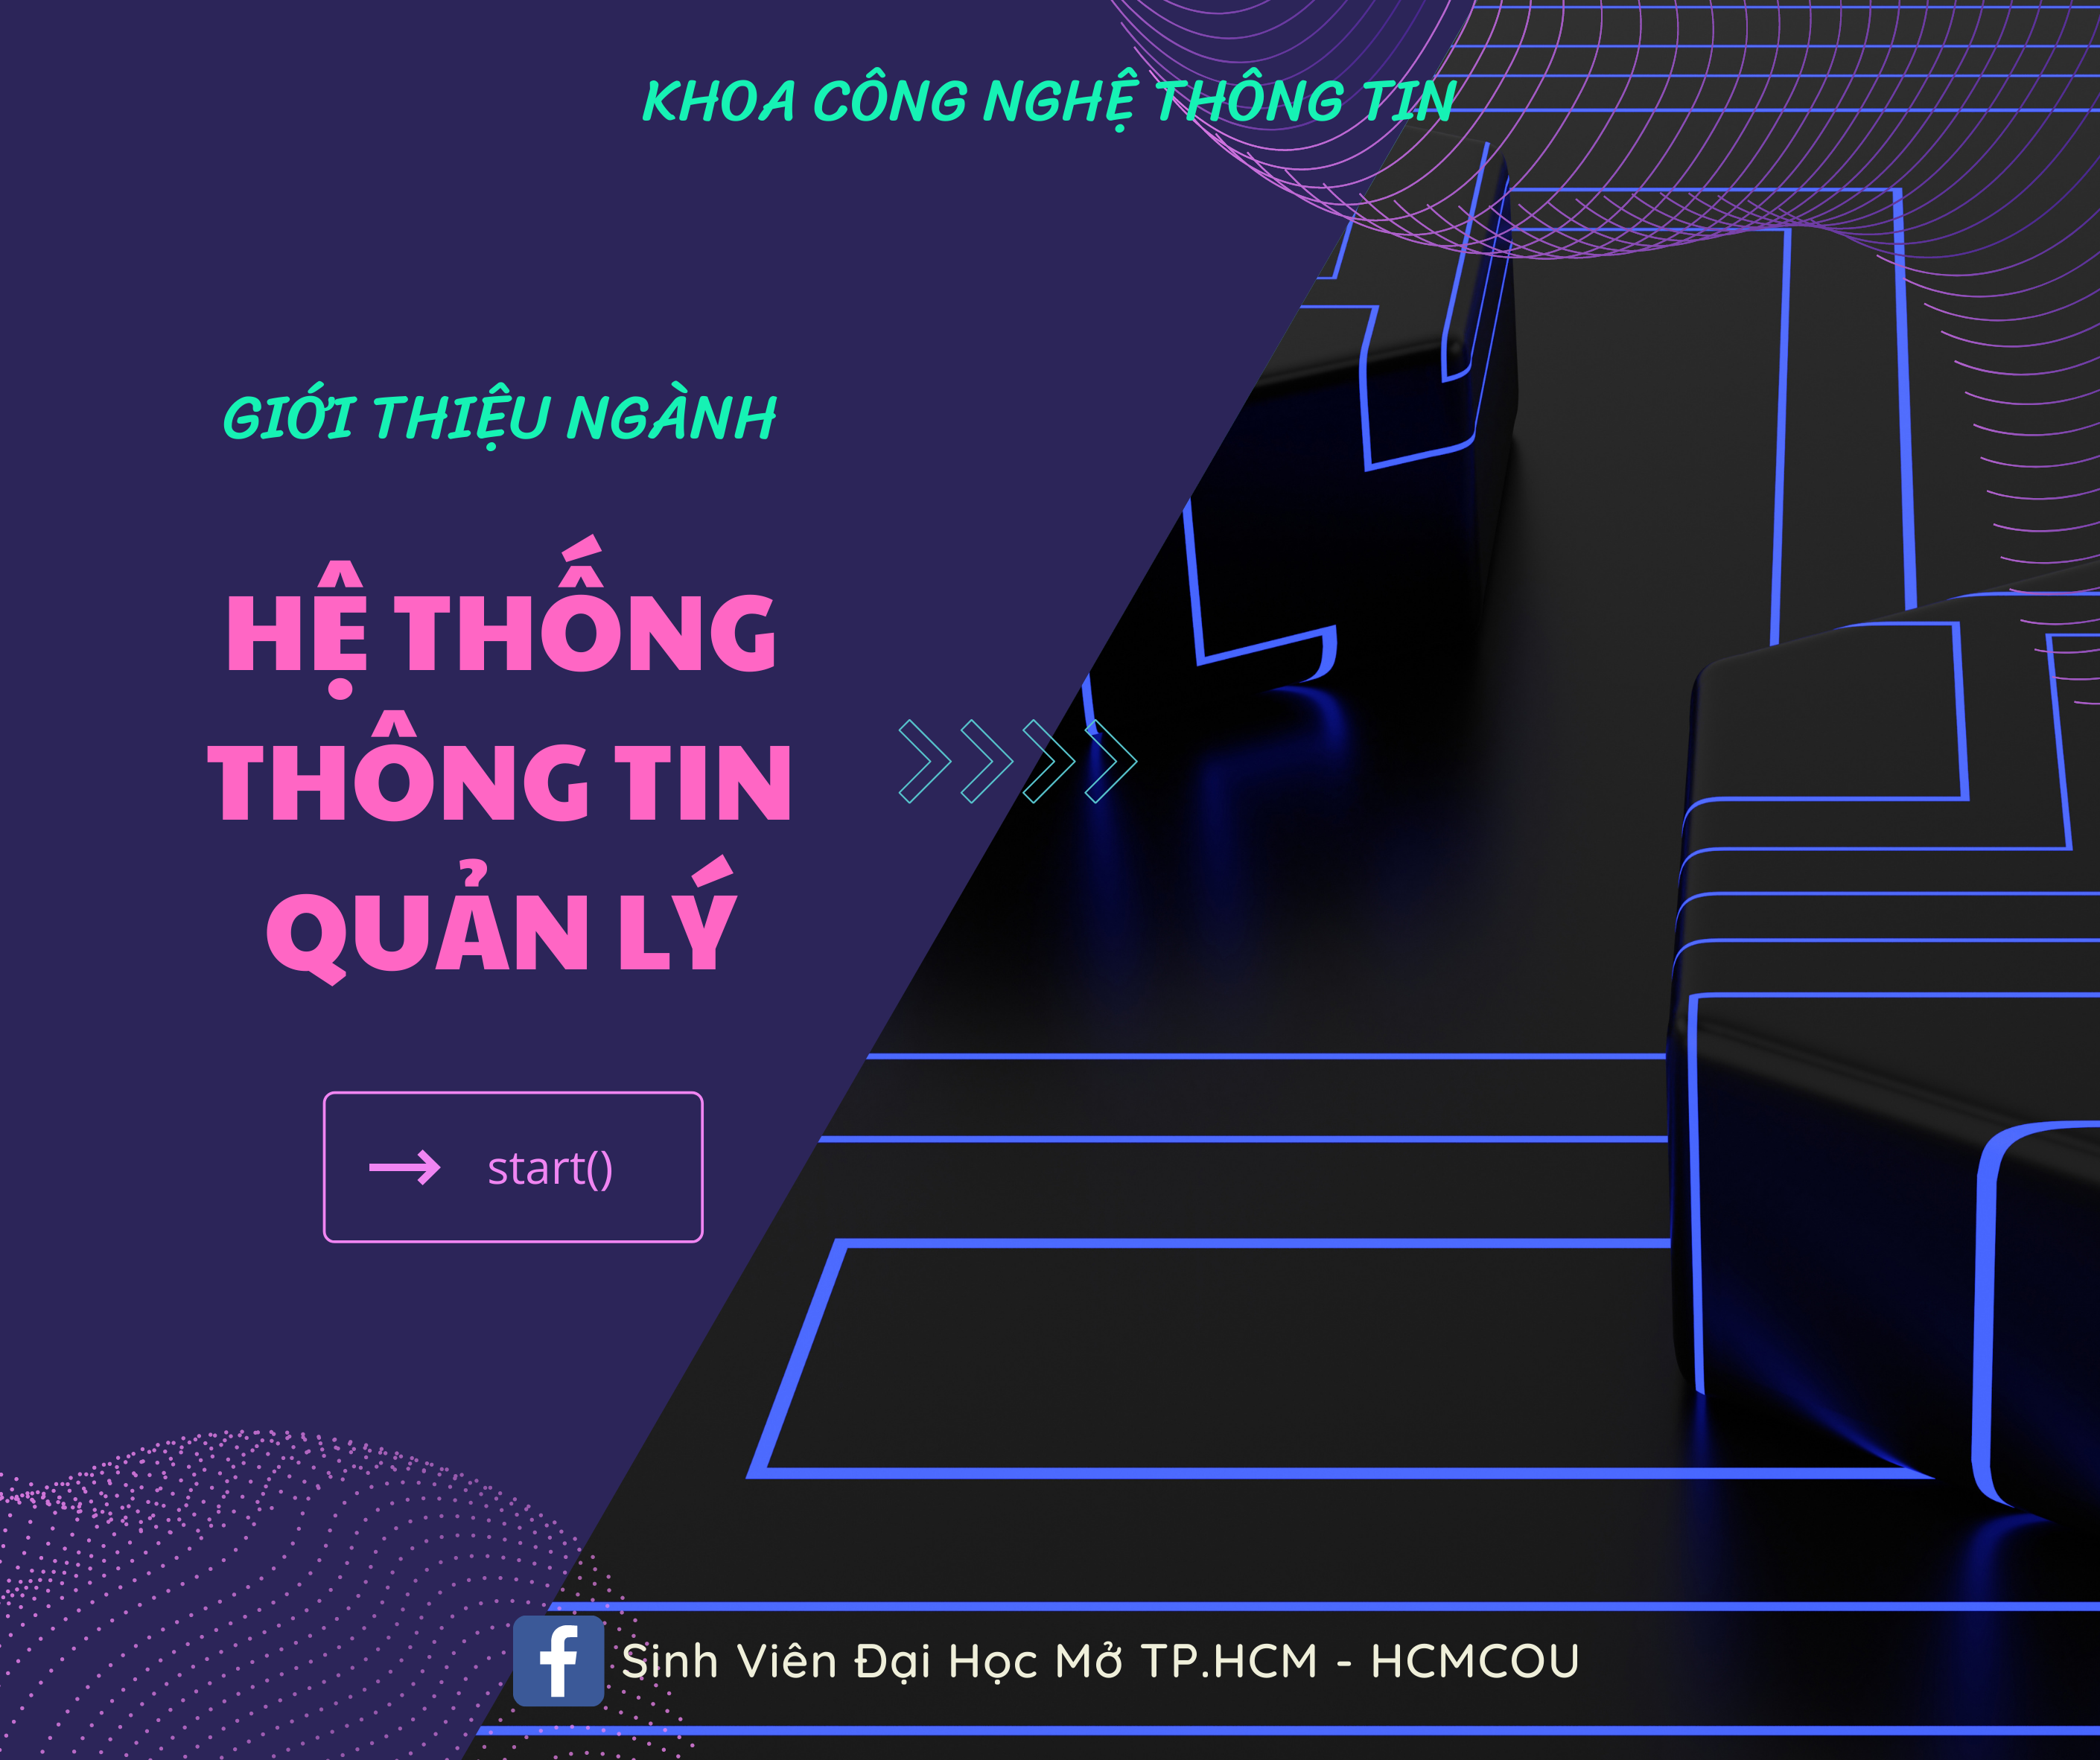 KHOA CÔNG NGHỆ THÔNG TIN
GIỚI THIỆU NGÀNH
HỆ THỐNG
THÔNG TIN
QUẢN LÝ
start()
Sinh Viên Đại Học Mở TP.HCM - HCMCOU